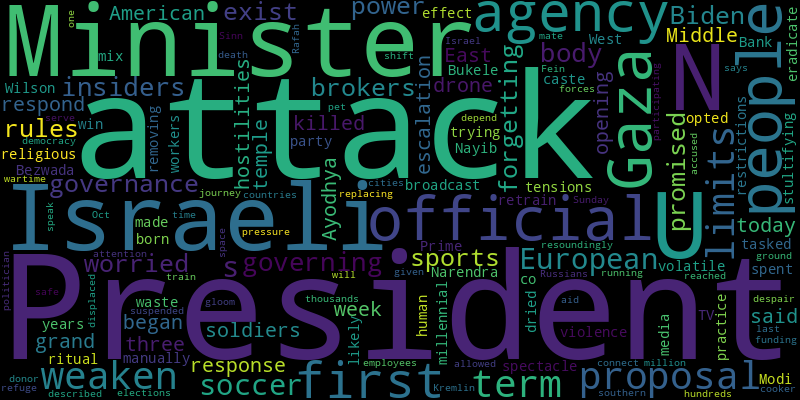 Minister
attack
President
Israeli
official
agency
people
Gaza
U
N
American
exist
power
effect
Biden
Middle
one
mix
insiders
brokers
East
body
West
Bank
says
eradicate
Wilson
respond
rules
win
religious
Bezwada
governance
wartime
democracy
serve
removing
workers
hostilities
temple
killed
party
pet
death
Sinn
Rafah
shift
Israel
Bukele
drone
escalation
trying
Nayib
depend
forgetting
mate
Fein
caste
forces
opening
participating
promised
accused
opted
limits
restrictions
stultifying
today
tasked
ground
reached
volatile
spent
despair
said
last
funding
Modi
cooker
hundreds
million
connect
southern
proposal
practice
TV
media
violence
spectacle
allowed
employees
Kremlin
term
first
soccer
response
weaken
donor
refuge
described
elections
ritual
manually
three
grand
years
began
waste
suspended
displaced
safe
politician
attention
worried
train
s
gloom
soldiers
thousands
week
likely
human
millennial
dried
co
aid
Russians
running
European
resoundingly
Sunday
retrain
tensions
broadcast
Ayodhya
journey
countries
replacing
cities
pressure
Prime
Narendra
sports
governing
will
given
space
time
Oct
made
born
speak